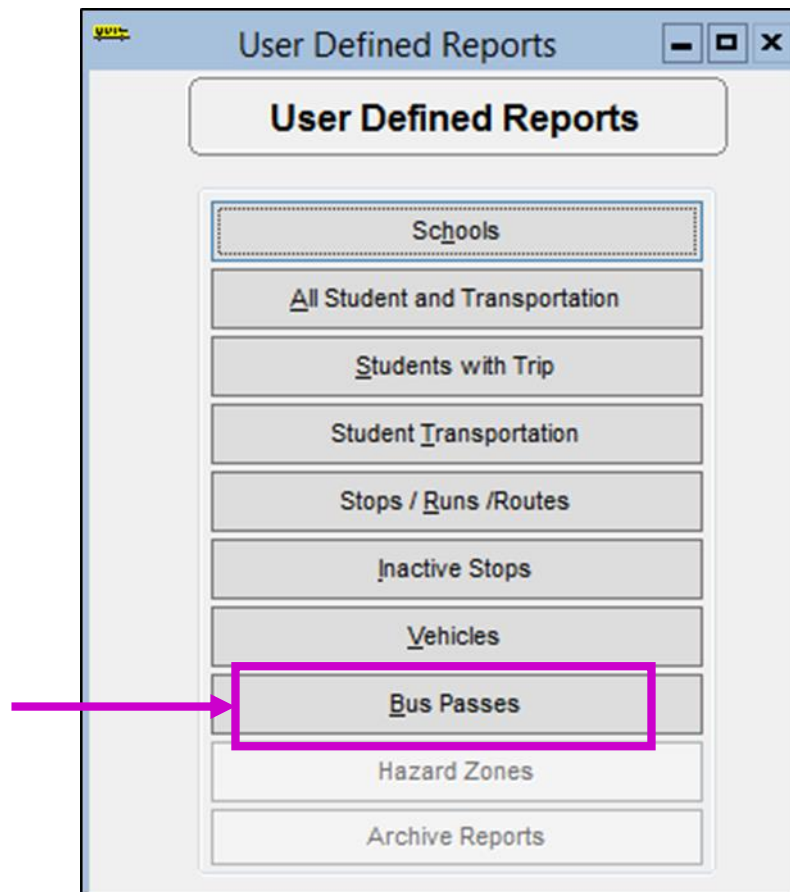 User Defined Reports
User Defined Reports
Schools
All Student and Transportation
Students with Trip
Student Transportation
Stops / Runs /Routes
Inactive Stops
Vehicles
Bus Passes
Hazard Zones
Archive Reports